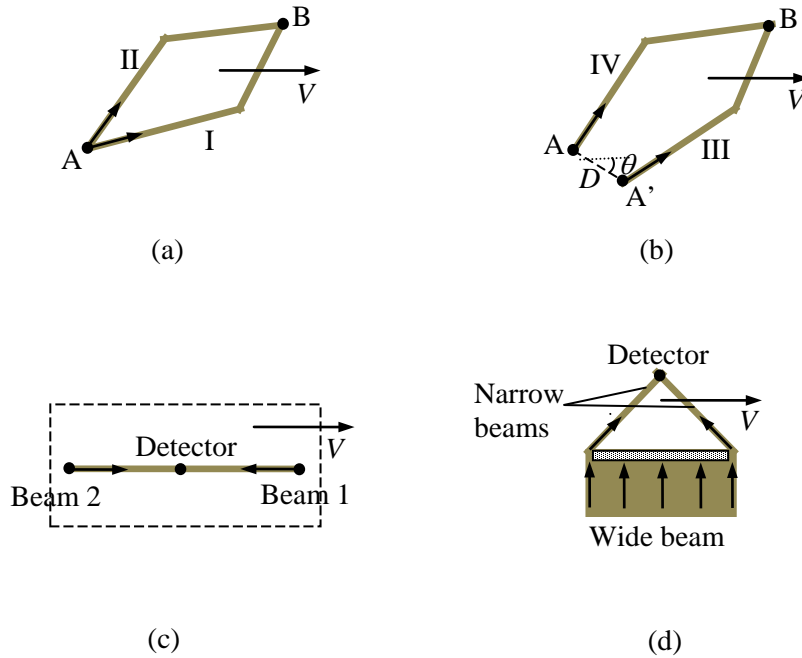 B
II
V
A
I
(a)
B
IV
V
A
III
D
θ
A’
(b)
V
Detector
Beam 2
Beam 1
(c)
Detector
Narrow
beams
V
Wide beam
(d)